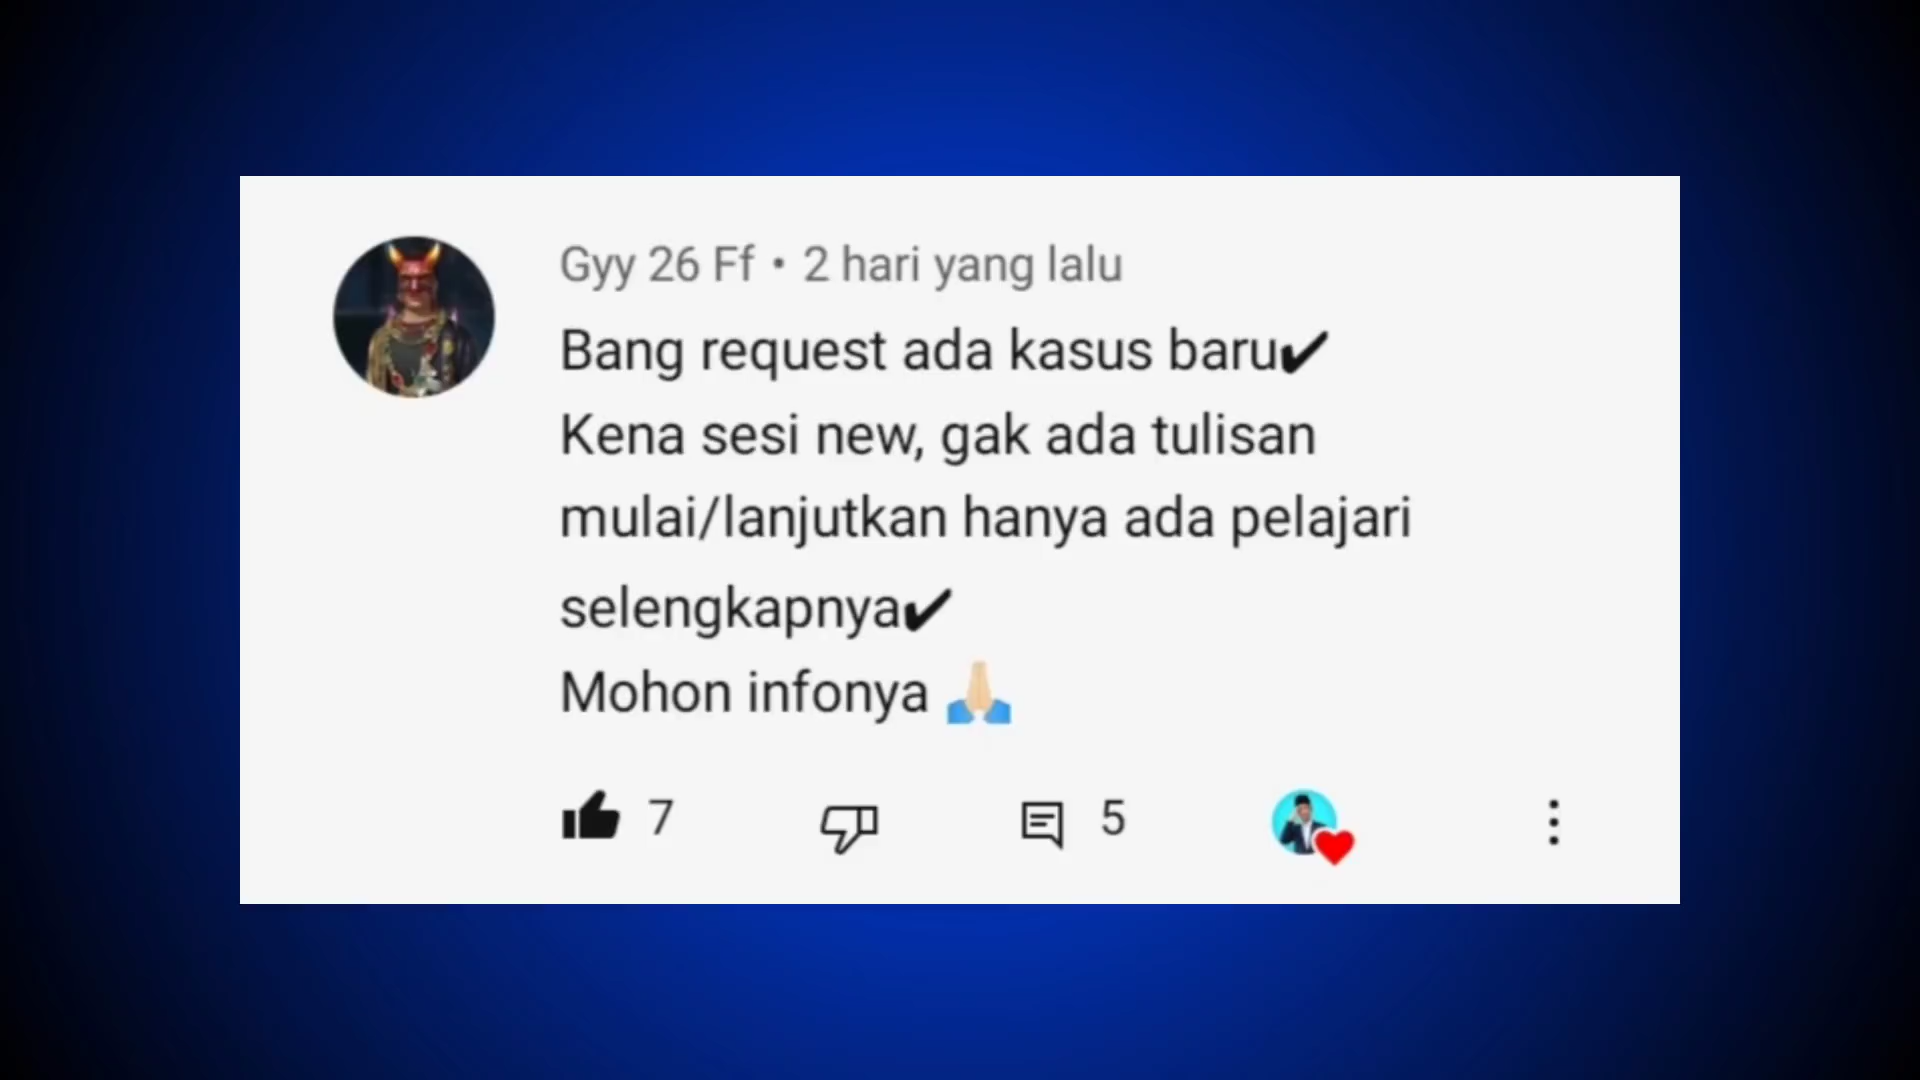 Gyy 26 Ff • 2 hari yang lalu
Bang request ada kasus baru✔
Kena sesi new, gak ada tulisan
mulai/lanjutkan hanya ada pelajari
selengkapnya✔
Mohon infonya 🙏🏻
7 5